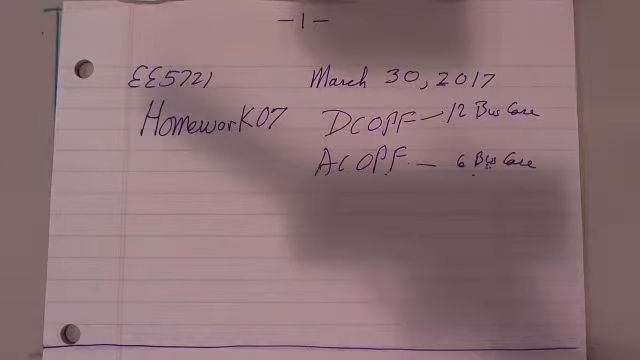 -1-
EE5721 March 30, 2017
Homework07 DCOPF - 12 Bus Case
ACOPF - 6 Bus Case